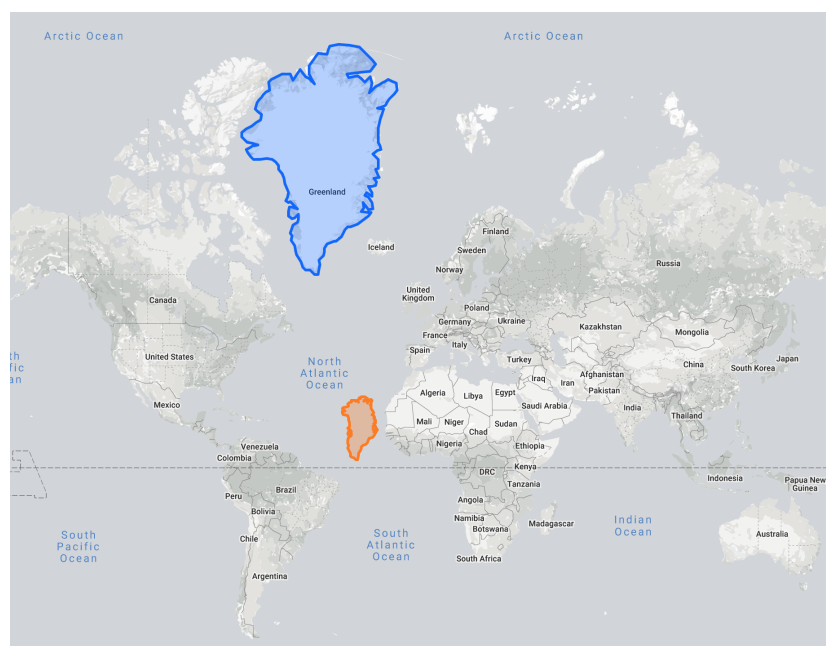 Arctic Ocean
Arctic Ocean
Greenland
Iceland
Finland
Sweden
Norway
Russia
Canada
United
Kingdom
Poland
Germany
Ukraine
France
Italy
Spain
Turkey
Kazakhstan
Mongolia
China
Japan
South Korea
United States
North
Atlantic
Ocean
Mexico
Algeria
Libya
Egypt
Iraq
Iran
Afghanistan
Pakistan
Saudi Arabia
India
Thailand
Mali
Niger
Chad
Sudan
Nigeria
Ethiopia
Venezuela
Colombia
DRC
Kenya
Tanzania
Indonesia
Papua New
Guinea
Peru
Brazil
Bolivia
Angola
Namibia
Botswana
Madagascar
South
Pacific
Ocean
Chile
South
Atlantic
Ocean
Indian
Ocean
Australia
South Africa
Argentina